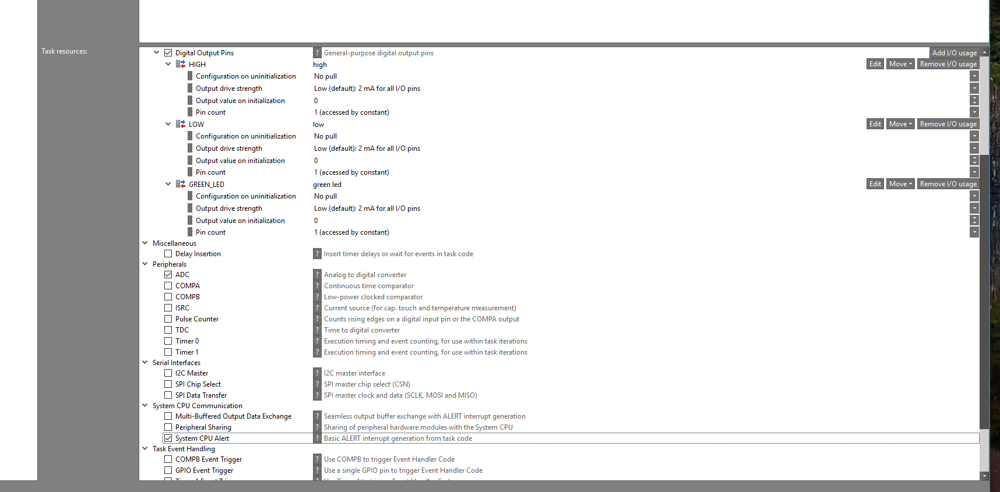 Task resources:
Digital Output Pins ? General-purpose digital output pins Add I/O usage
HIGH high Edit Move Remove I/O usage
Configuration on uninitialization No pull
Output drive strength Low (default): 2 mA for all I/O pins
Output value on initialization 0
Pin count 1 (accessed by constant)
LOW low Edit Move Remove I/O usage
Configuration on uninitialization No pull
Output drive strength Low (default): 2 mA for all I/O pins
Output value on initialization 0
Pin count 1 (accessed by constant)
GREEN_LED green led Edit Move Remove I/O usage
Configuration on uninitialization No pull
Output drive strength Low (default): 2 mA for all I/O pins
Output value on initialization 0
Pin count 1 (accessed by constant)
Miscellaneous
Delay Insertion ? Insert timer delays or wait for events in task code
Peripherals
ADC ? Analog to digital converter
COMPA ? Continuous time comparator
COMPB ? Low-power clocked comparator
ISRC ? Current source (for cap. touch and temperature measurement)
Pulse Counter ? Counts rising edges on a digital input pin or the COMPA output
TDC ? Time to digital converter
Timer 0 ? Execution timing and event counting, for use within task iterations
Timer 1 ? Execution timing and event counting, for use within task iterations
Serial Interfaces
I2C Master ? I2C master interface
SPI Chip Select ? SPI master chip select (CSN)
SPI Data Transfer ? SPI master clock and data (SCLK, MOSI and MISO)
System CPU Communication
Multi-Buffered Output Data Exchange ? Seamless output buffer exchange with ALERT interrupt generation
Peripheral Sharing ? Sharing of peripheral hardware modules with the System CPU
System CPU Alert ? Basic ALERT interrupt generation from task code
Task Event Handling
COMPB Event Trigger ? Use COMPB to trigger Event Handler Code
GPIO Event Trigger ? Use a single GPIO pin to trigger Event Handler Code